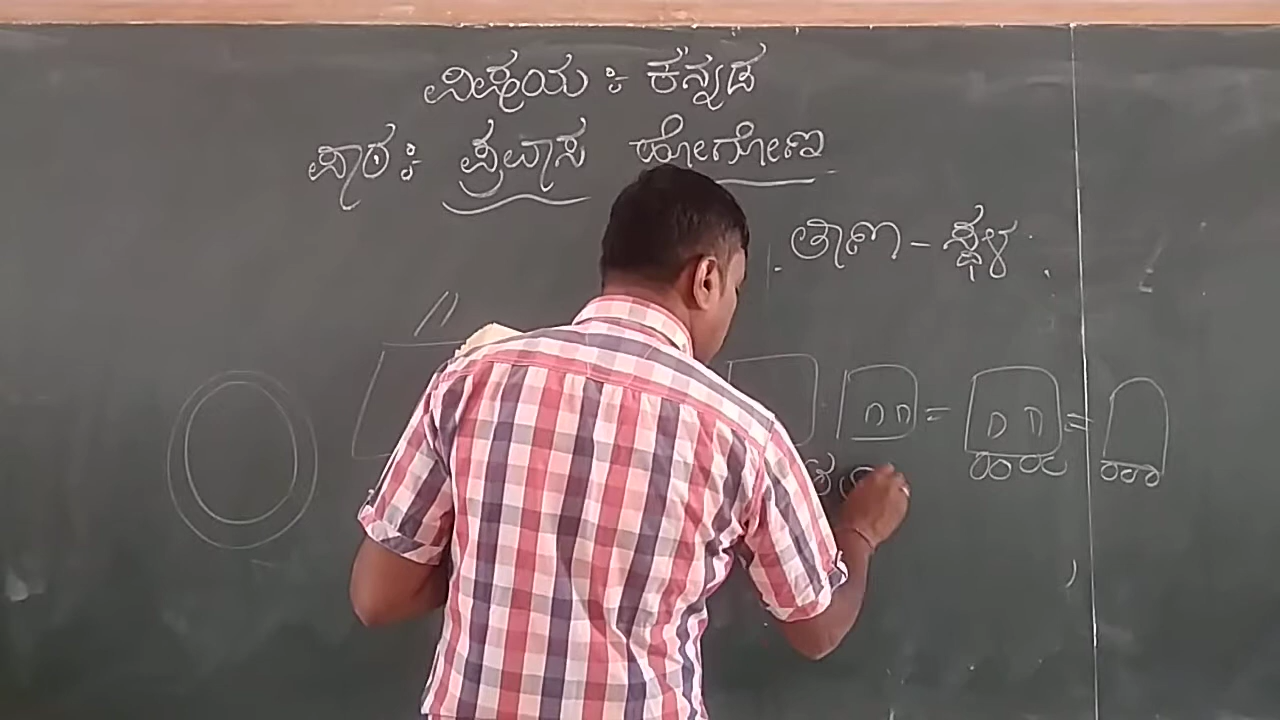 ವಿಷಯ : ಕನ್ನಡ
ಪಾಠ : ಪ್ರವಾಸ ಹೋಗೋಣ
ತಾಣ - ಸ್ಥಳ